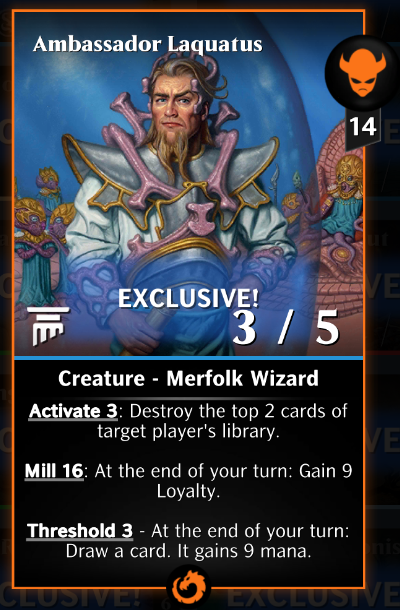 Ambassador Laquatus
14
EXCLUSIVE!
3 / 5
Creature - Merfolk Wizard
Activate 3: Destroy the top 2 cards of
target player's library.
Mill 16: At the end of your turn: Gain 9
Loyalty.
Threshold 3 - At the end of your turn:
Draw a card. It gains 9 mana.